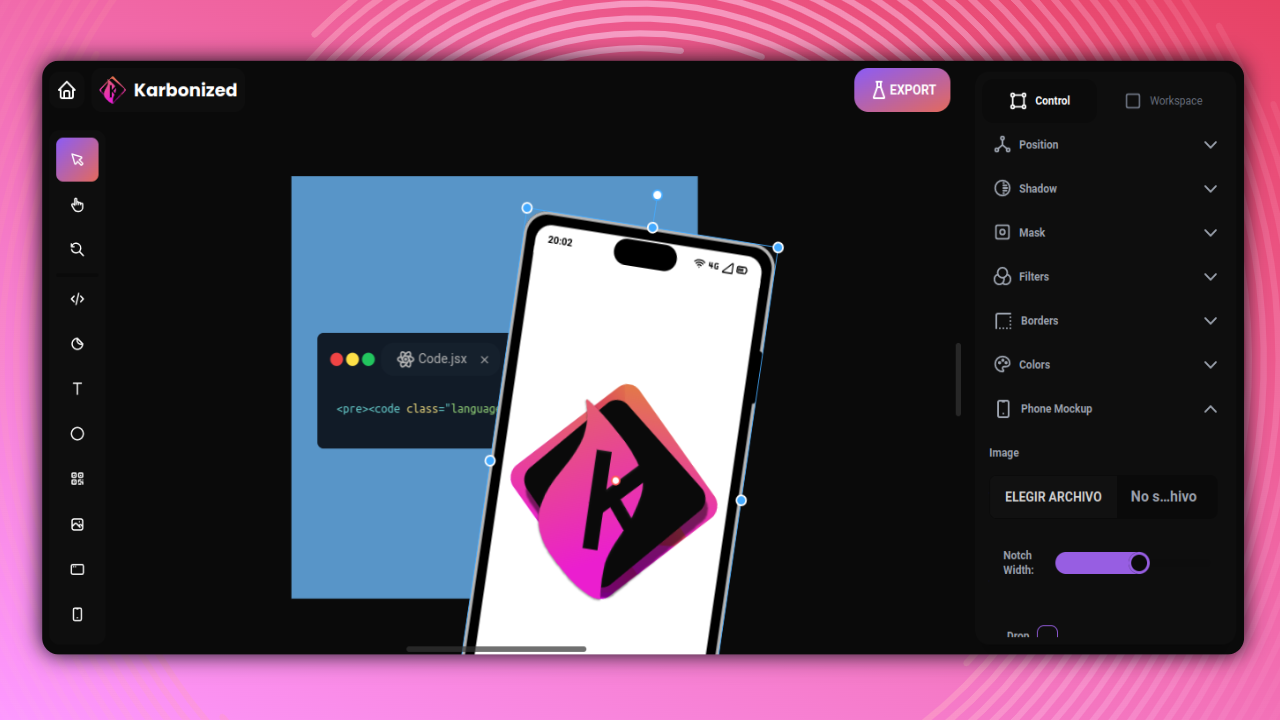 Karbonized
EXPORT
Control
Workspace
T
20:02
4G
Code.jsx
<pre><code class="language
Position
Shadow
Mask
Filters
Borders
Colors
Phone Mockup
Image
ELEGIR ARCHIVO
No s…hivo
Notch
Width:
Drop